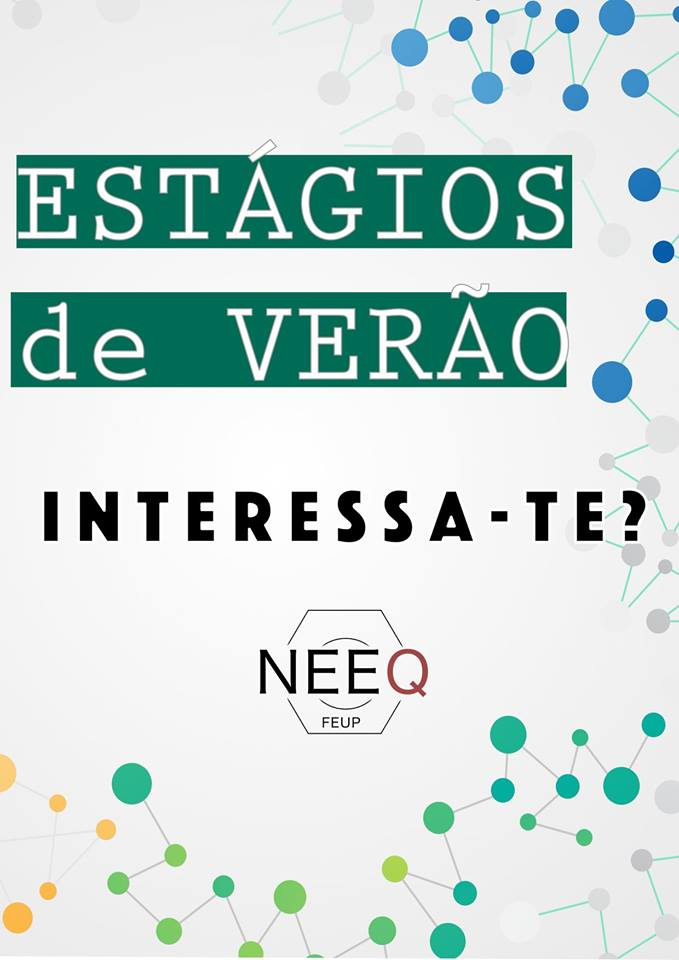 ESTÁGIOS
de VERÃO
INTERESSA-TE?
NEEQ
FEUP